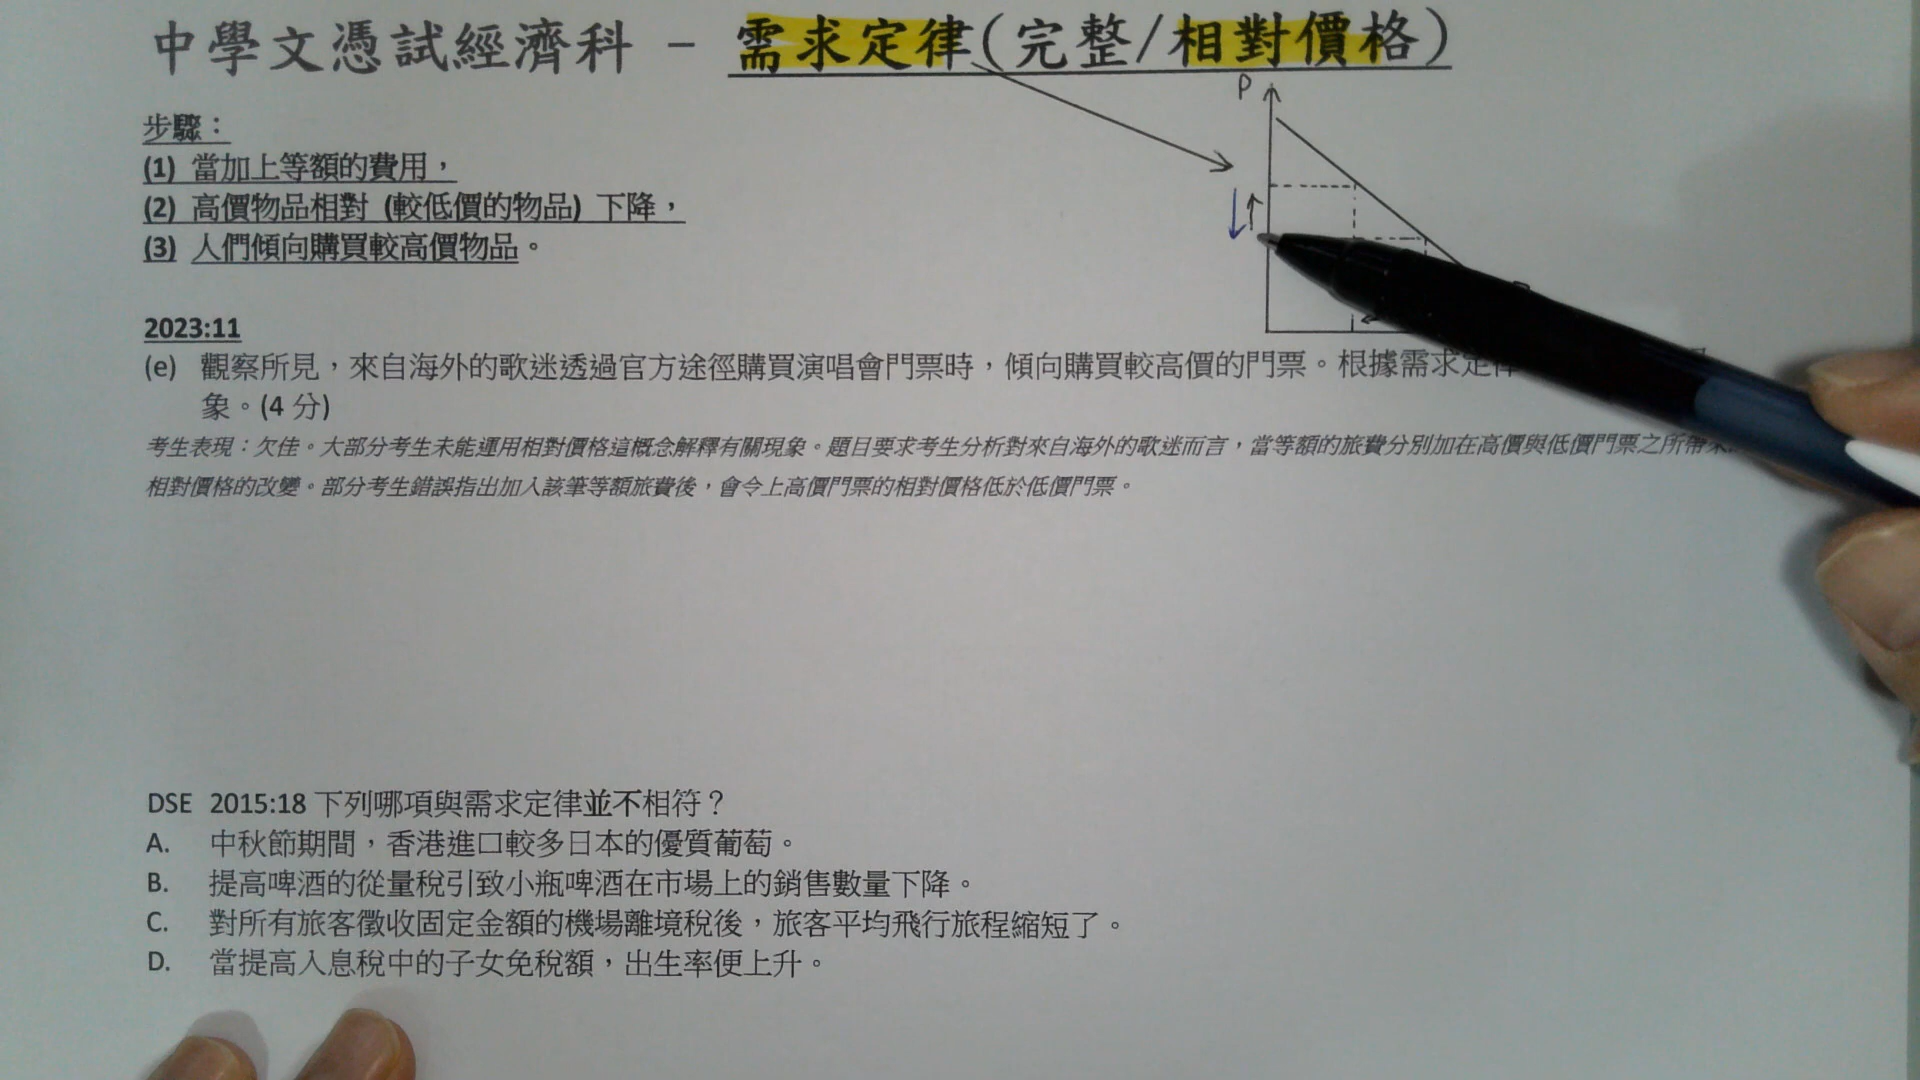 中學文憑試經濟科 - 需求定律(完整/相對價格)
P
步驟：
(1) 當加上等額的費用，
(2) 高價物品相對 (較低價的物品) 下降，
(3) 人們傾向購買較高價物品。
2023:11
(e) 觀察所見，來自海外的歌迷透過官方途徑購買演唱會門票時，傾向購買較高價的門票。根據需求定律
象。(4 分)
考生表現：欠佳。大部分考生未能運用相對價格這概念解釋有關現象。題目要求考生分析對來自海外的歌迷而言，當等額的旅費分別加在高價與低價門票之所帶來
相對價格的改變。部分考生錯誤指出加入該筆等額旅費後，會令上高價門票的相對價格低於低價門票。
DSE 2015:18 下列哪項與需求定律並不相符？
A. 中秋節期間，香港進口較多日本的優質葡萄。
B. 提高啤酒的從量稅引致小瓶啤酒在市場上的銷售數量下降。
C. 對所有旅客徵收固定金額的機場離境稅後，旅客平均飛行旅程縮短了。
D. 當提高入息稅中的子女免稅額，出生率便上升。